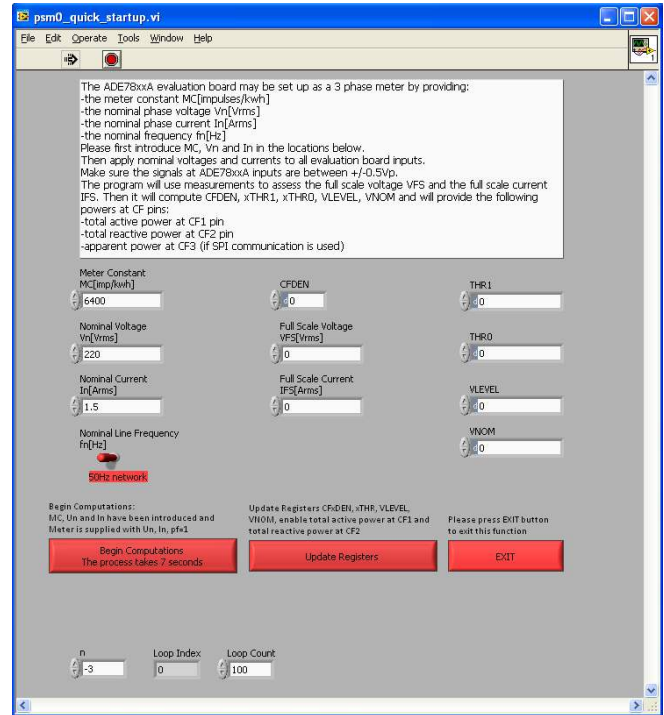 psm0_quick_startup.vi
File Edit Operate Tools Window Help
1
The ADE78xxA evaluation board may be set up as a 3 phase meter by providing:
-the meter constant MC[impulses/kwh]
-the nominal phase voltage Vn[Vrms]
-the nominal phase current In[Arms]
-the nominal frequency fn[Hz]
Please first introduce MC, Vn and In in the locations below.
Then apply nominal voltages and currents to all evaluation board inputs.
Make sure the signals at ADE78xxA inputs are between +/-0.5Vp.
The program will use measurements to assess the full scale voltage VFS and the full scale current
IFS. Then it will compute CFDEN, xTHR1, xTHR0, VLEVEL, VNOM and will provide the following
powers at CF pins:
-total active power at CF1 pin
-total reactive power at CF2 pin
-apparent power at CF3 (if SPI communication is used)
Meter Constant
MC[imp/kwh]
6400
CFDEN
d 0
THR1
d 0
Nominal Voltage
Vn[Vrms]
220
Full Scale Voltage
VFS[Vrms]
0
THR0
d 0
Nominal Current
In[Arms]
1.5
Full Scale Current
IFS[Arms]
0
VLEVEL
d 0
Nominal Line Frequency
fn[Hz]
50Hz network
VNOM
d 0
Begin Computations:
MC, Un and In have been introduced and
Meter is supplied with Un, In, pf=1
Begin Computations
The process takes 7 seconds
Update Registers CFxDEN, xTHR, VLEVEL,
VNOM, enable total active power at CF1 and
total reactive power at CF2
Update Registers
Please press EXIT button
to exit this function
EXIT
n
-3
Loop Index
0
Loop Count
100